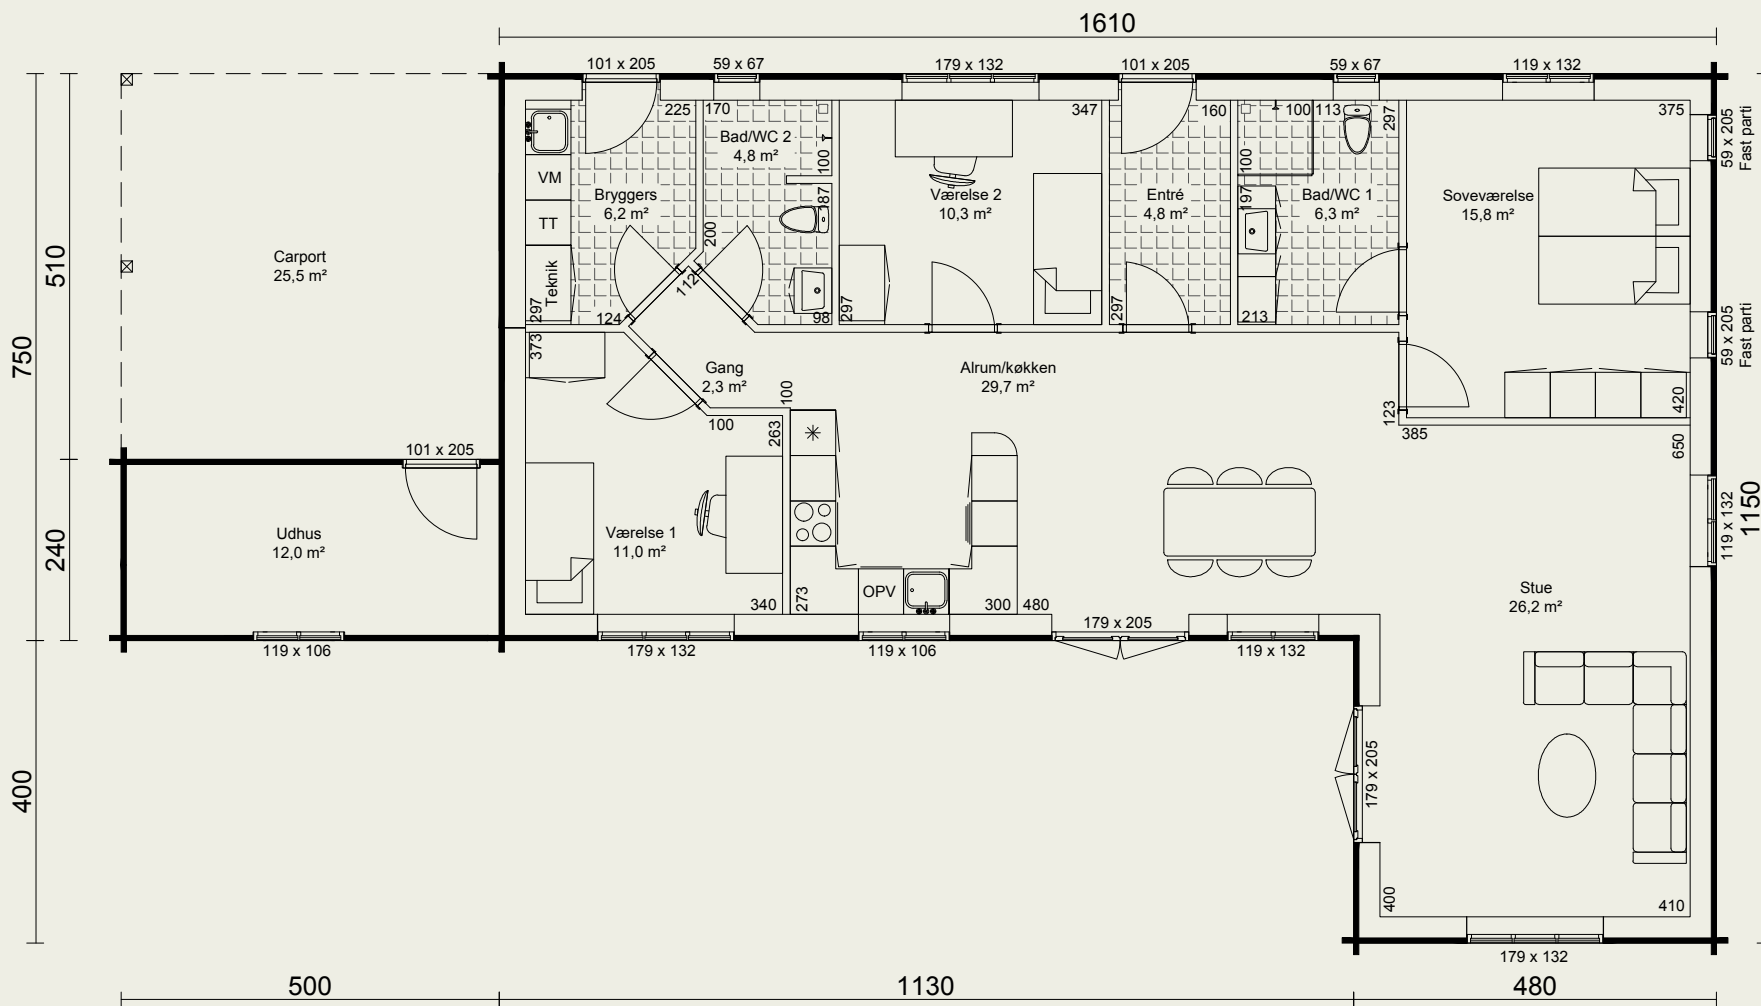 1610
101 x 205
59 x 67
179 x 132
101 x 205
59 x 67
119 x 132
225
170
347
160
100
113
297
375
59 x 205
Fast parti
Bad/WC 2
4,8 m²
100
100
VM
Bryggers
6,2 m²
187
Værelse 2
10,3 m²
Entré
4,8 m²
197
Bad/WC 1
6,3 m²
Soveværelse
15,8 m²
TT
200
Carport
25,5 m²
510
Teknik
297
112
124
98
297
297
213
59 x 205
Fast parti
750
373
Gang
2,3 m²
Alrum/køkken
29,7 m²
100
100
123
420
385
263
650
101 x 205
1150
119 x 132
240
Udhus
12,0 m²
Værelse 1
11,0 m²
Stue
26,2 m²
OPV
340
273
300
480
179 x 205
119 x 106
179 x 132
119 x 106
119 x 132
400
179 x 205
400
410
179 x 132
500
1130
480